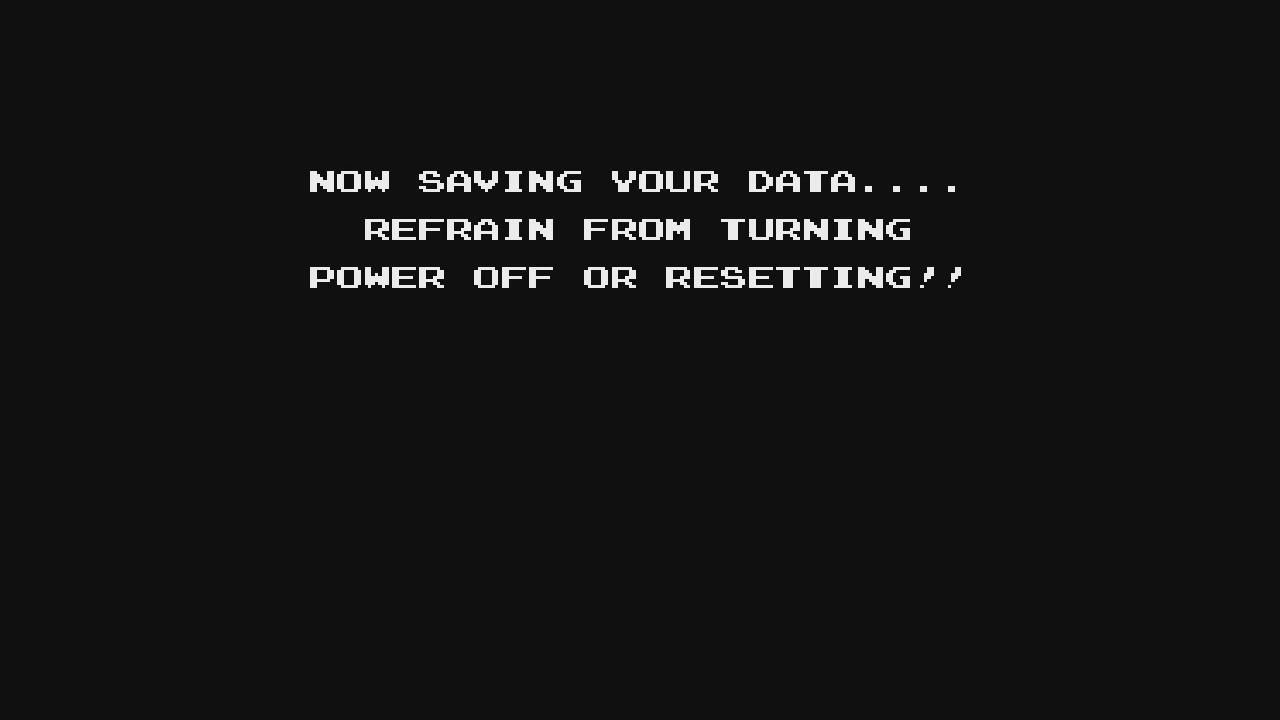 NOW SAVING YOUR DATA....
REFRAIN FROM TURNING
POWER OFF OR RESETTING!!